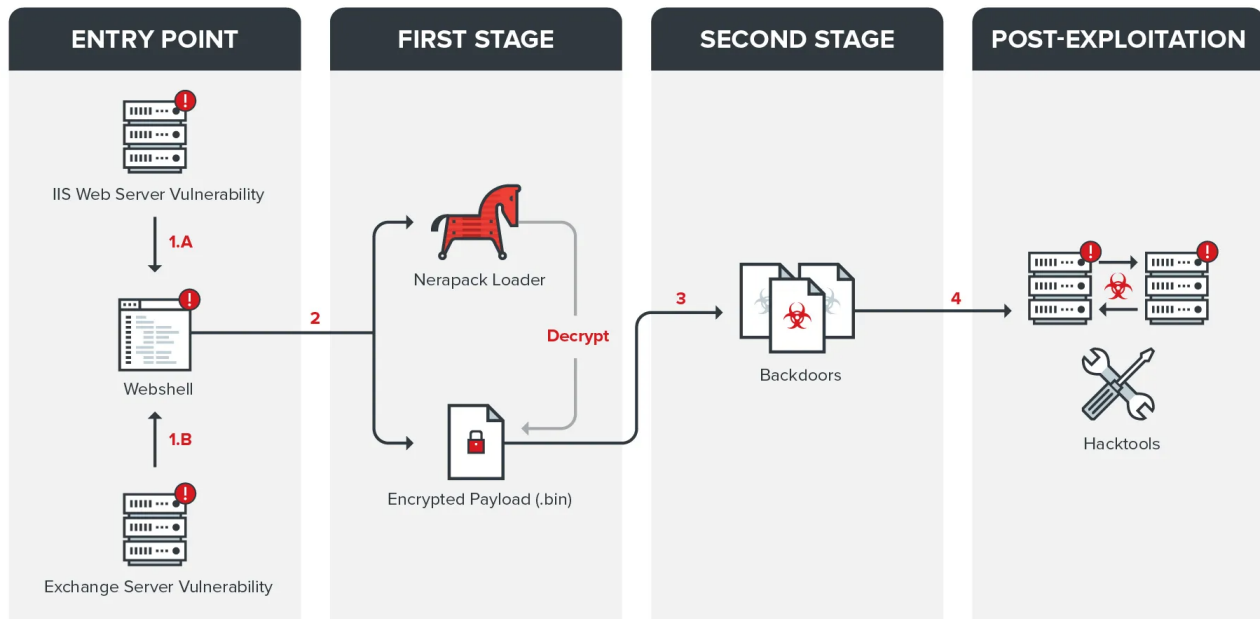 ENTRY POINT
IIS Web Server Vulnerability
1.A
Webshell
1.B
Exchange Server Vulnerability
2
FIRST STAGE
Nerapack Loader
Decrypt
Encrypted Payload (.bin)
3
SECOND STAGE
Backdoors
4
POST-EXPLOITATION
Hacktools